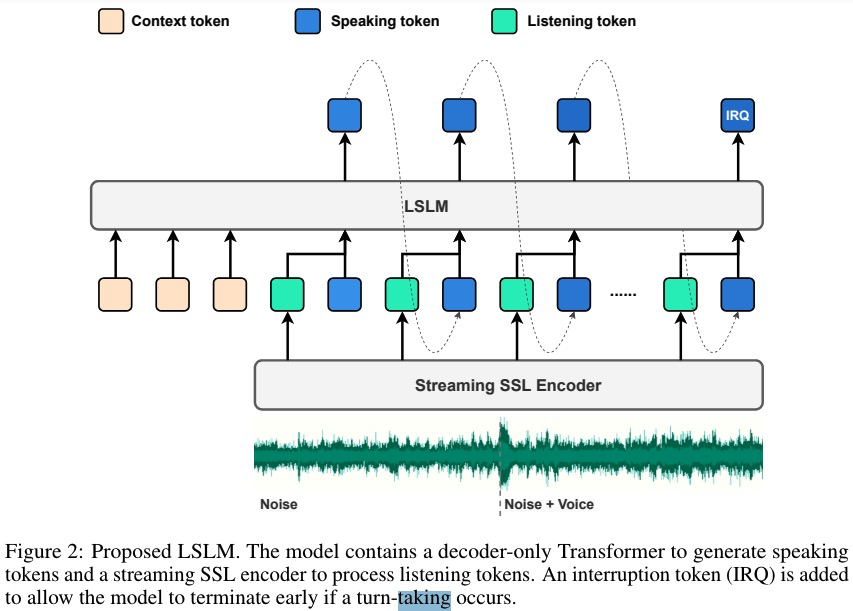 Context token Speaking token Listening token
IRQ
LSLM
......
Streaming SSL Encoder
Noise Noise + Voice
Figure 2: Proposed LSLM. The model contains a decoder-only Transformer to generate speaking
tokens and a streaming SSL encoder to process listening tokens. An interruption token (IRQ) is added
to allow the model to terminate early if a turn-taking occurs.